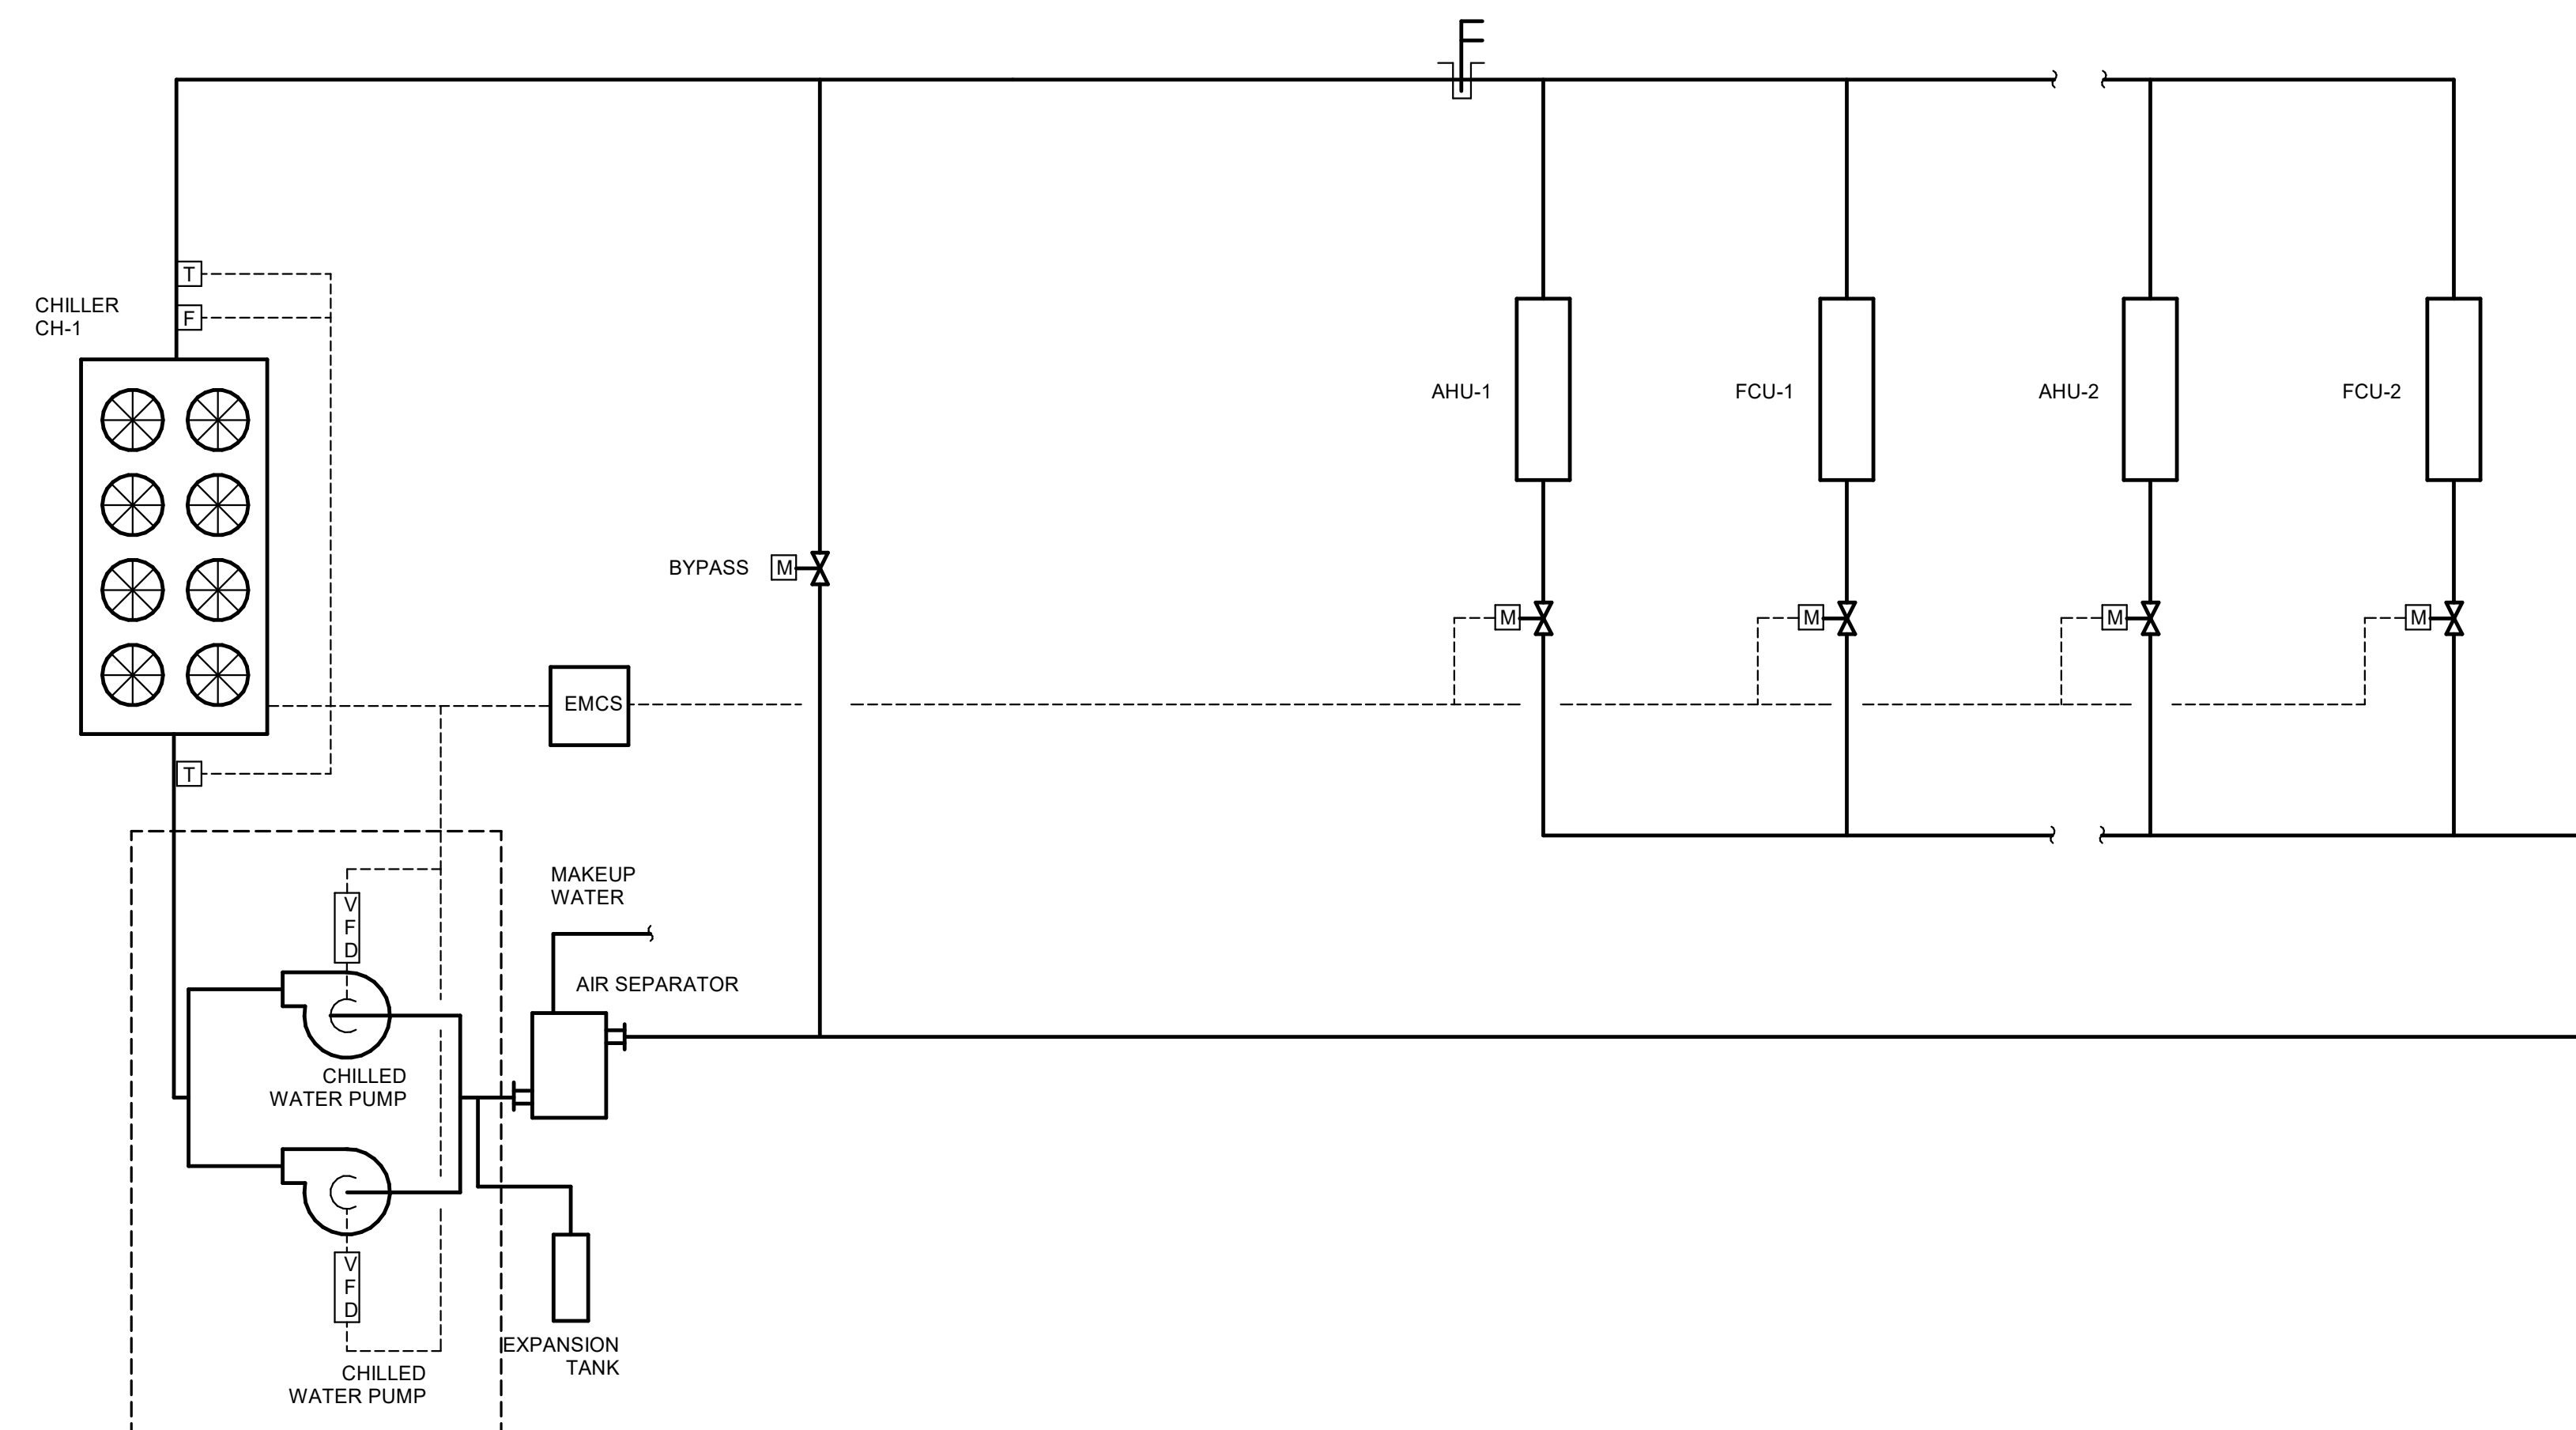 T
CHILLER
CH-1
F
AHU-1
FCU-1
AHU-2
FCU-2
BYPASS
M
M
M
M
M
EMCS
T
MAKEUP
WATER
V
F
D
AIR SEPARATOR
CHILLED
WATER PUMP
V
F
D
EXPANSION
TANK
CHILLED
WATER PUMP